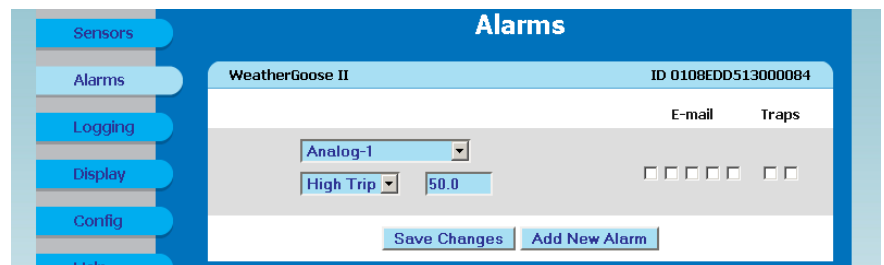 Sensors
Alarms
Alarms
WeatherGoose II ID 0108EDD513000084
E-mail Traps
Logging
Analog-1
Display
High Trip 50.0
Config
Save Changes Add New Alarm